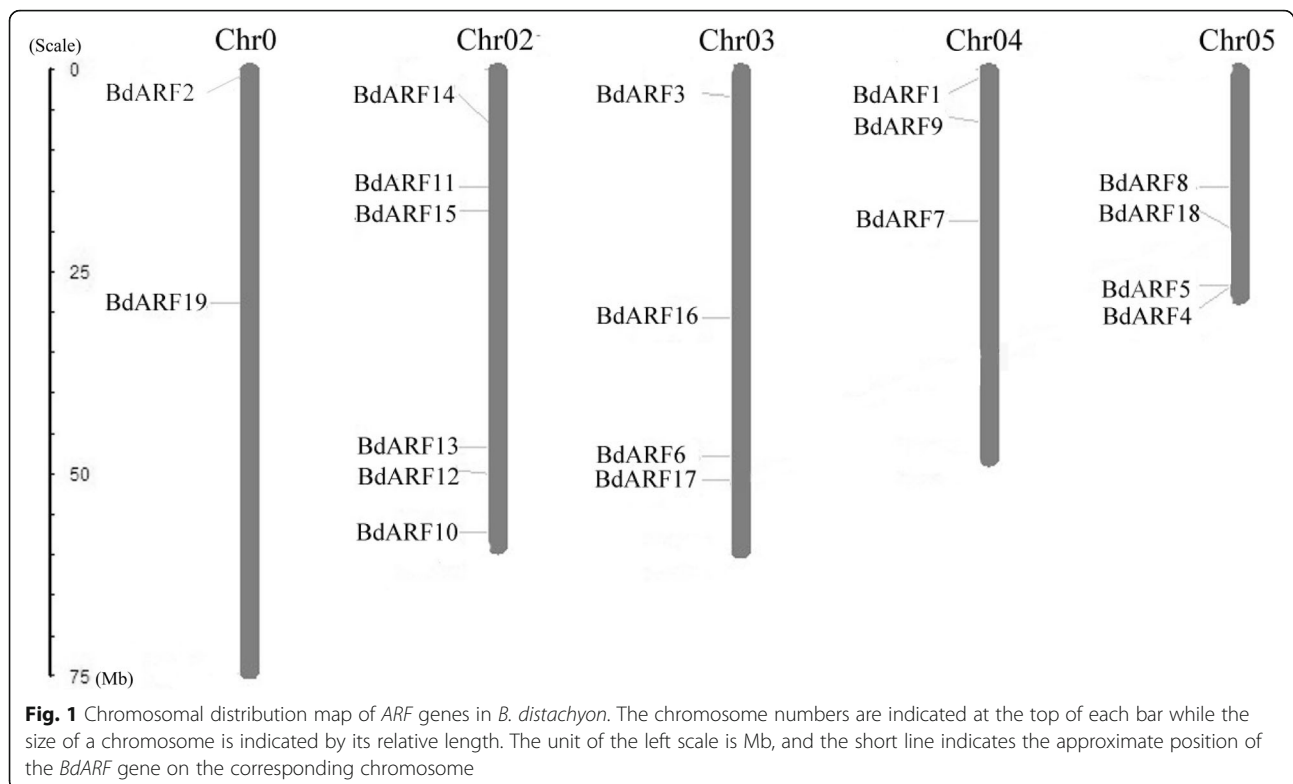 (Scale) Chr0 Chr02 Chr03 Chr04 Chr05
0
BdARF2 BdARF14 BdARF3 BdARF1
BdARF9
BdARF11 BdARF8
BdARF15 BdARF7 BdARF18
25
BdARF5
BdARF19 BdARF16 BdARF4
BdARF13 BdARF6
50 BdARF12 BdARF17
BdARF10
75 (Mb)
Fig. 1 Chromosomal distribution map of ARF genes in B. distachyon. The chromosome numbers are indicated at the top of each bar while the
size of a chromosome is indicated by its relative length. The unit of the left scale is Mb, and the short line indicates the approximate position of
the BdARF gene on the corresponding chromosome